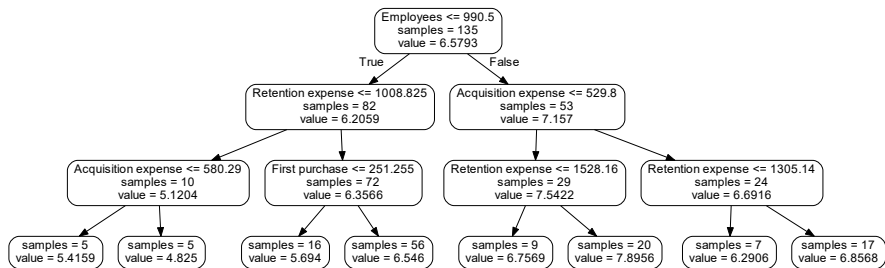 Employees <= 990.5
samples = 135
value = 6.5793
True
False
Retention expense <= 1008.825
samples = 82
value = 6.2059
Acquisition expense <= 529.8
samples = 53
value = 7.157
Acquisition expense <= 580.29
samples = 10
value = 5.1204
First purchase <= 251.255
samples = 72
value = 6.3566
Retention expense <= 1528.16
samples = 29
value = 7.5422
Retention expense <= 1305.14
samples = 24
value = 6.6916
samples = 5
value = 5.4159
samples = 5
value = 4.825
samples = 16
value = 5.694
samples = 56
value = 6.546
samples = 9
value = 6.7569
samples = 20
value = 7.8956
samples = 7
value = 6.2906
samples = 17
value = 6.8568